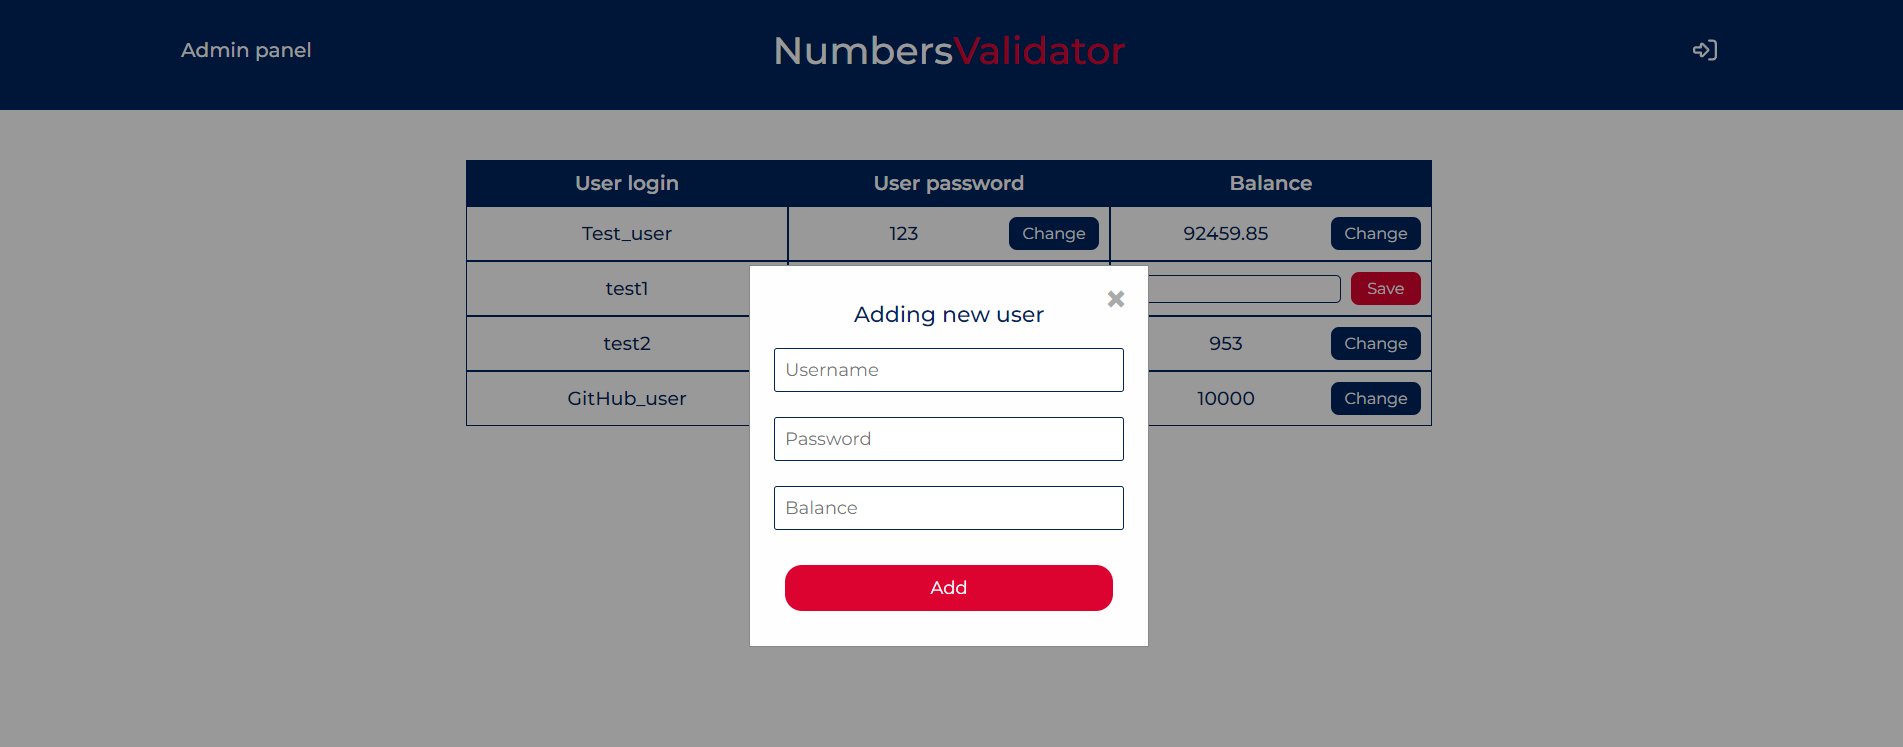 Admin panel
NumbersValidator
User login User password Balance
Test_user 123 Change 92459.85 Change
test1 Save
test2 953 Change
GitHub_user 10000 Change
Adding new user
Username
Password
Balance
Add